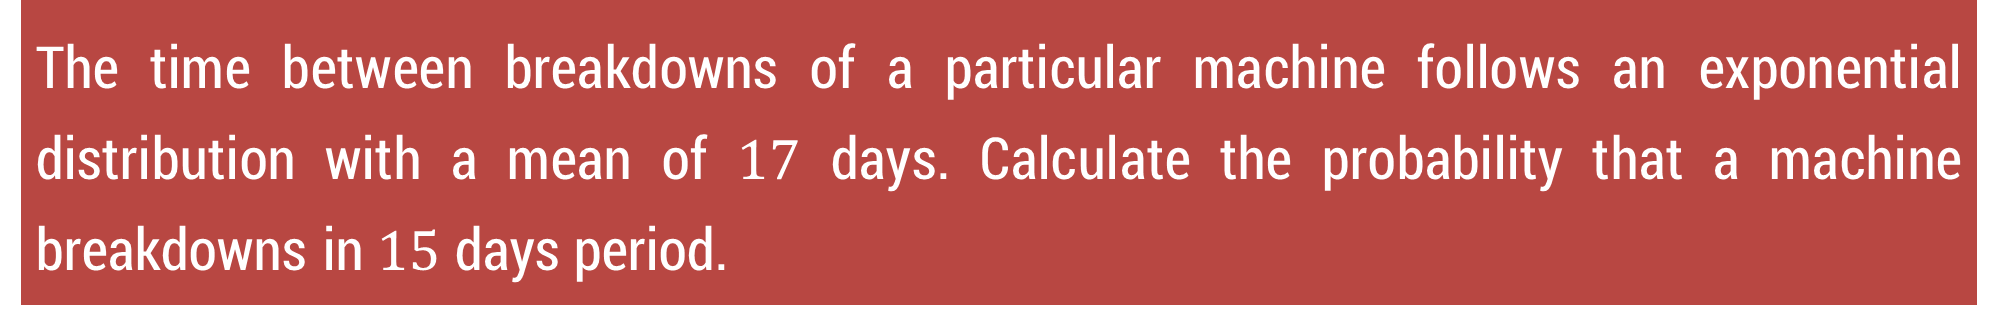 The time between breakdowns of a particular machine follows an exponential
distribution with a mean of 17 days. Calculate the probability that a machine
breakdowns in 15 days period.